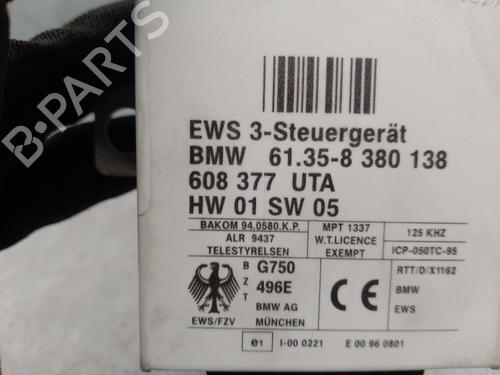 B-PARTS
EWS 3-Steuergerät
BMW 61.35-8 380 138
608 377 UTA
HW 01 SW 05
BAKOM 94.0580.K.P.
ALR 9437
TELESTYRELSEN
MPT 1337
W.T.LICENCE
EXEMPT
125 KHZ
ICP-050TC-95
B G750
Z 496E
T BMW AG
EWS/FZV MÜNCHEN
CE
RTT/D/X1162
BMW
EWS
e1 I-00 0221 E 00 96 0801